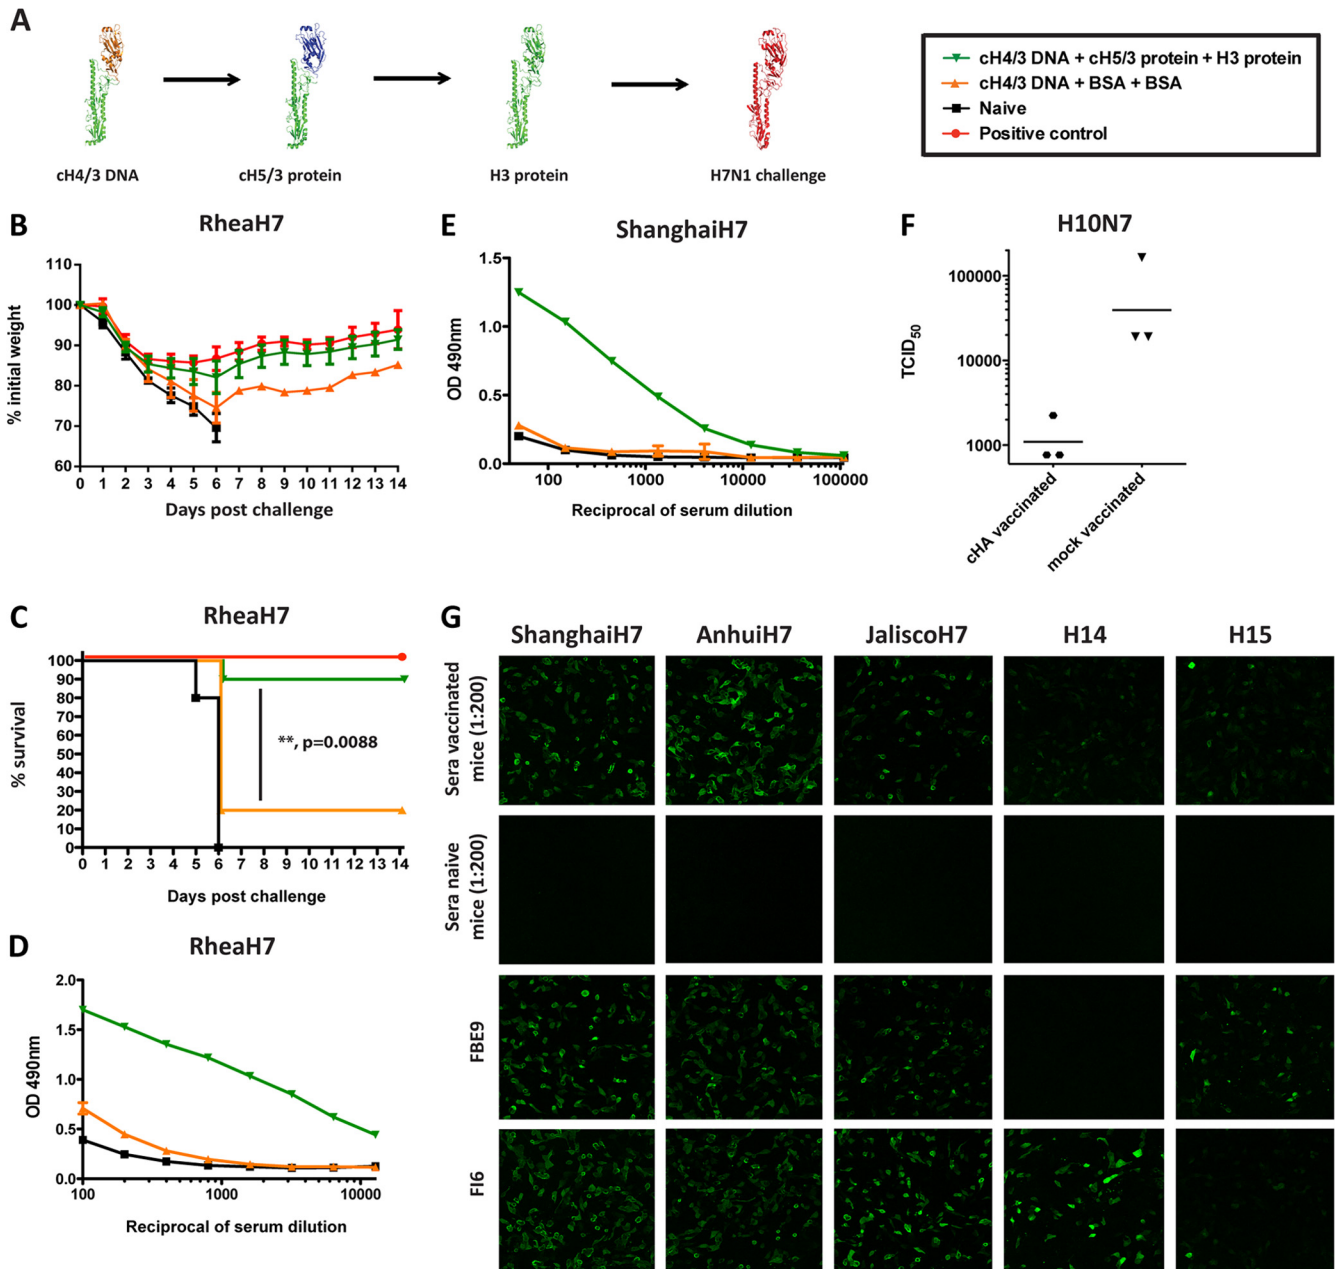 A
cH4/3 DNA
cH5/3 protein
H3 protein
H7N1 challenge
cH4/3 DNA + cH5/3 protein + H3 protein
cH4/3 DNA + BSA + BSA
Naive
Positive control
B
RheaH7
110
100
90
80
70
60
% initial weight
0 1 2 3 4 5 6 7 8 9 10 11 12 13 14
Days post challenge
E
ShanghaiH7
1.5
1.0
0.5
0.0
OD 490nm
100 1000 10000 100000
Reciprocal of serum dilution
F
H10N7
100000
10000
1000
TCID50
cHA vaccinated
mock vaccinated
C
RheaH7
100
90
80
70
60
50
40
30
20
10
0
% survival
**, p=0.0088
0 1 2 3 4 5 6 7 8 9 10 11 12 13 14
Days post challenge
D
RheaH7
2.0
1.5
1.0
0.5
0.0
OD 490nm
100 1000 10000
Reciprocal of serum dilution
G
ShanghaiH7 AnhuiH7 JaliscoH7 H14 H15
Sera vaccinated
mice (1:200)
Sera naive
mice (1:200)
FBE9
FI6